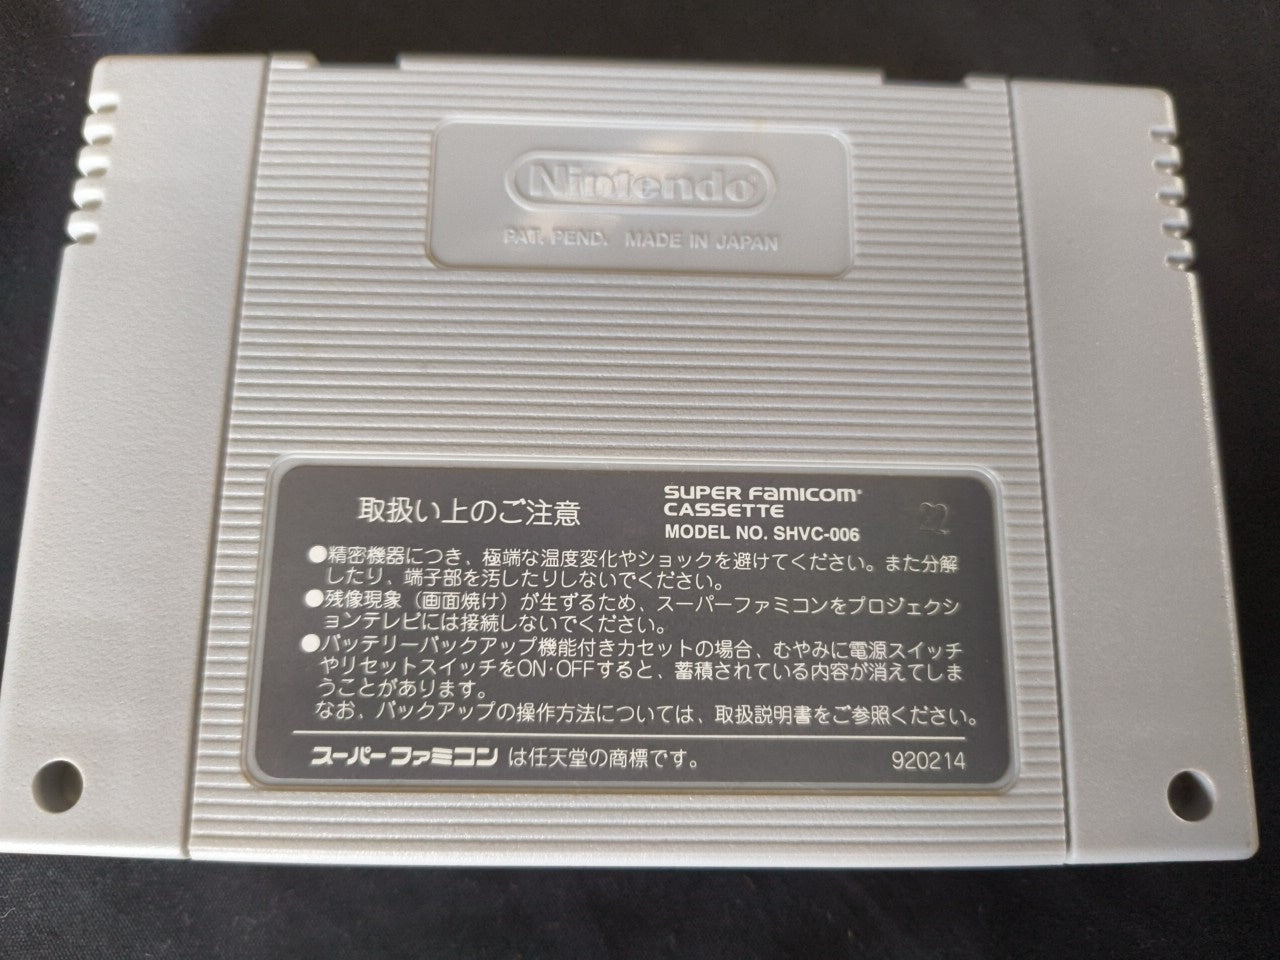 Nintendo®
PAT. PEND. MADE IN JAPAN
取扱い上のご注意
SUPER FAMICOM®
CASSETTE
MODEL NO. SHVC-006
22
●精密機器につき、極端な温度変化やショックを避けてください。また分解
したり、端子部を汚したりしないでください。
●残像現象（画面焼け）が生ずるため、スーパーファミコンをプロジェクシ
ョンテレビには接続しないでください。
●バッテリーバックアップ機能付きカセットの場合、むやみに電源スイッチ
やリセットスイッチをON·OFFすると、蓄積されている内容が消えてしま
うことがあります。
なお、バックアップの操作方法については、取扱説明書をご参照ください。
スーパーファミコン は任天堂の商標です。
920214